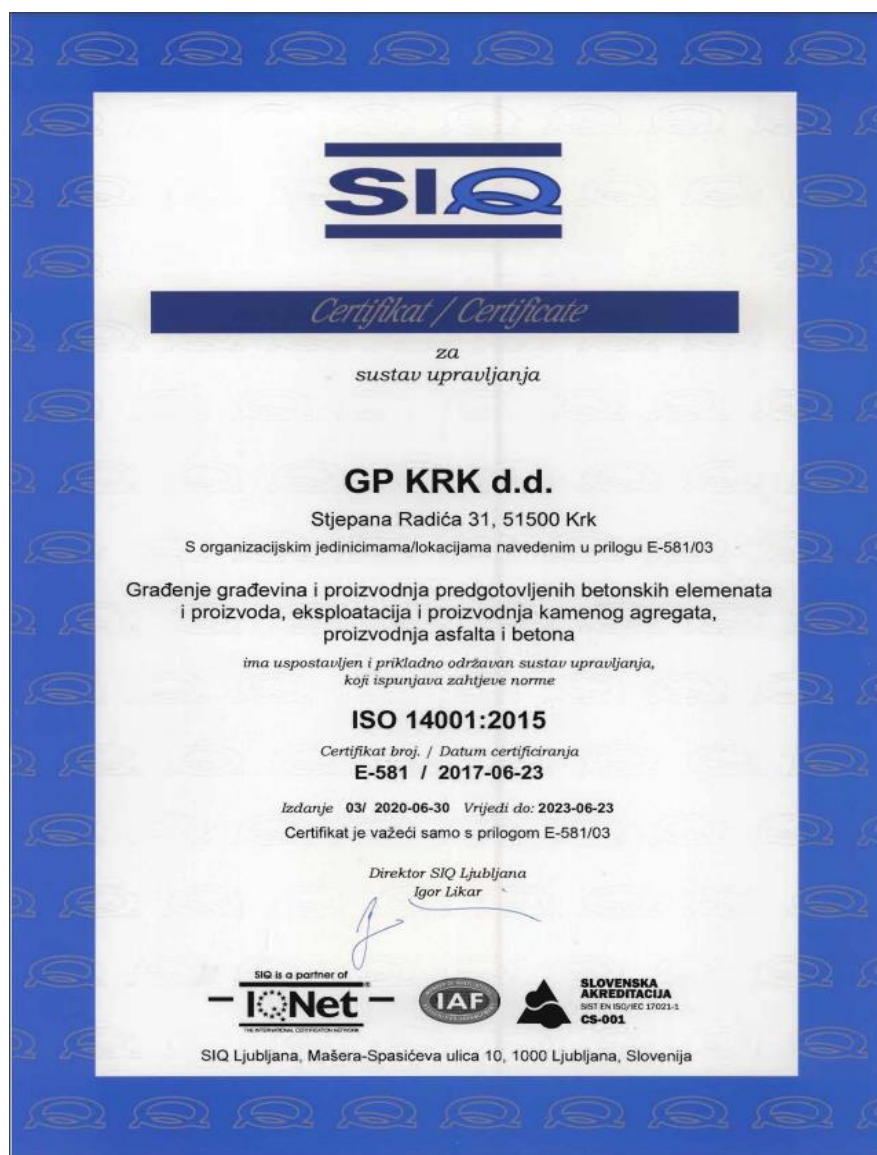 SIQ
Certifikat / Certificate
za
sustav upravljanja
GP KRK d.d.
Stjepana Radića 31, 51500 Krk
S organizacijskim jedinicimama/lokacijama navedenim u prilogu E-581/03
Građenje građevina i proizvodnja predgotovljenih betonskih elemenata
i proizvoda, eksploatacija i proizvodnja kamenog agregata,
proizvodnja asfalta i betona
ima uspostavljen i prikladno održavan sustav upravljanja,
koji ispunjava zahtjeve norme
ISO 14001:2015
Certifikat broj. / Datum certificiranja
E-581 / 2017-06-23
Izdanje 03/ 2020-06-30 Vrijedi do: 2023-06-23
Certifikat je važeći samo s prilogom E-581/03
Direktor SIQ Ljubljana
Igor Likar
SIQ is a partner of
IQNet
THE INTERNATIONAL CERTIFICATION NETWORK
IAF
SLOVENSKA
AKREDITACIJA
SIST EN ISO/IEC 17021-1
CS-001
SIQ Ljubljana, Mašera-Spasićeva ulica 10, 1000 Ljubljana, Slovenija